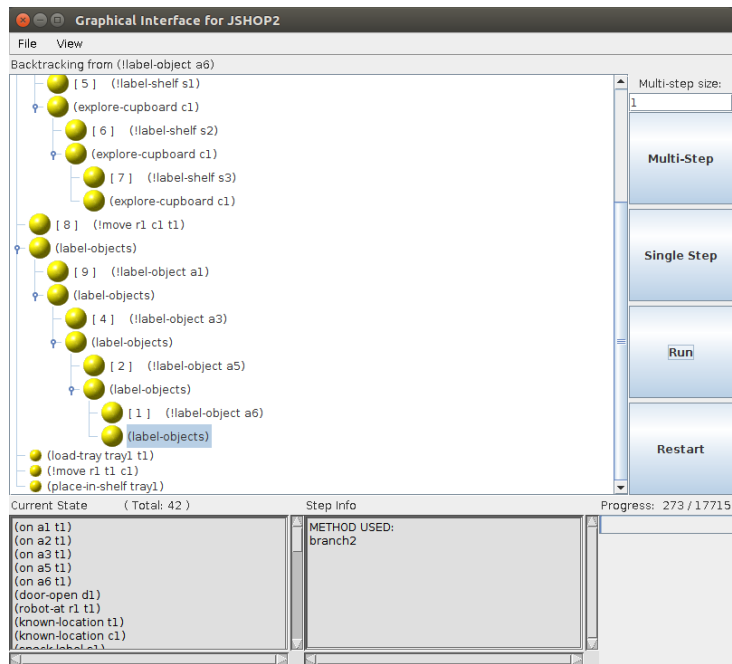 Graphical Interface for JSHOP2
File View
Backtracking from (!label-object a6)
[ 5 ] (!label-shelf s1)
(explore-cupboard c1)
[ 6 ] (!label-shelf s2)
(explore-cupboard c1)
[ 7 ] (!label-shelf s3)
(explore-cupboard c1)
[ 8 ] (!move r1 c1 t1)
(label-objects)
[ 9 ] (!label-object a1)
(label-objects)
[ 4 ] (!label-object a3)
(label-objects)
[ 2 ] (!label-object a5)
(label-objects)
[ 1 ] (!label-object a6)
(label-objects)
(load-tray tray1 t1)
(!move r1 t1 c1)
(place-in-shelf tray1)
Multi-step size:
1
Multi-Step
Single Step
Run
Restart
Current State ( Total: 42 )
(on a1 t1)
(on a2 t1)
(on a3 t1)
(on a5 t1)
(on a6 t1)
(door-open d1)
(robot-at r1 t1)
(known-location t1)
(known-location c1)
Step Info
METHOD USED:
branch2
Progress: 273 / 17715